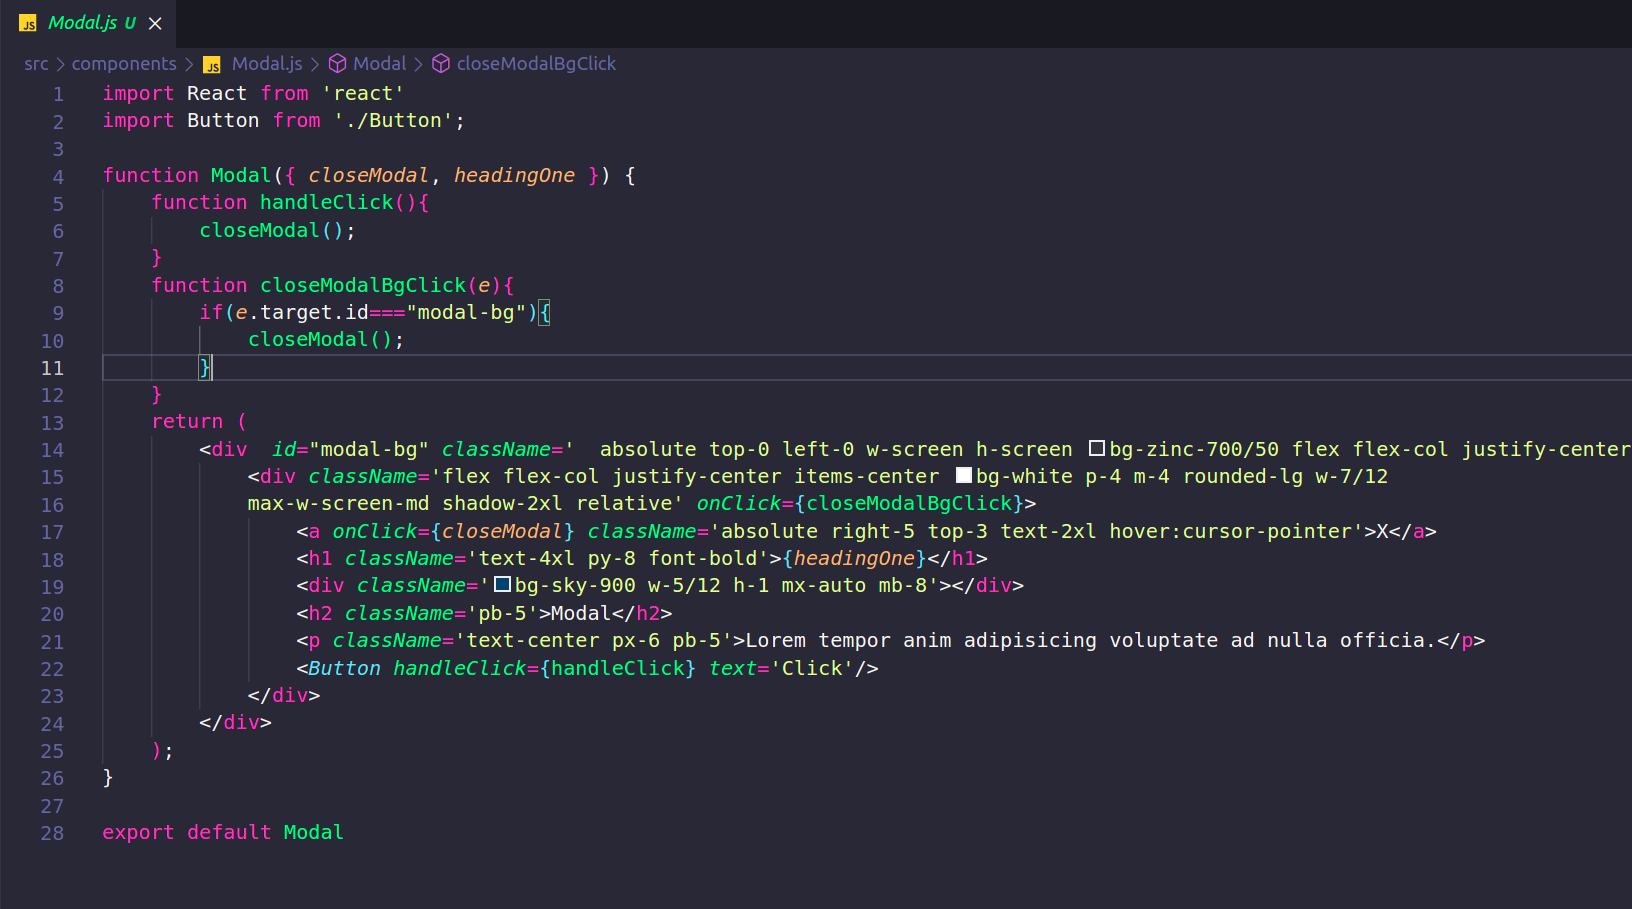 JS Modal.js U ×
src > components > JS Modal.js > Modal > closeModalBgClick
1 import React from 'react'
2 import Button from './Button';
3
4 function Modal({ closeModal, headingOne }) {
5     function handleClick(){
6         closeModal();
7     }
8     function closeModalBgClick(e){
9         if(e.target.id==="modal-bg"){
10             closeModal();
11         }
12     }
13     return (
14         <div  id="modal-bg" className='  absolute top-0 left-0 w-screen h-screen bg-zinc-700/50 flex flex-col justify-center
15             <div className='flex flex-col justify-center items-center bg-white p-4 m-4 rounded-lg w-7/12
16             max-w-screen-md shadow-2xl relative' onClick={closeModalBgClick}>
17                 <a onClick={closeModal} className='absolute right-5 top-3 text-2xl hover:cursor-pointer'>X</a>
18                 <h1 className='text-4xl py-8 font-bold'>{headingOne}</h1>
19                 <div className='bg-sky-900 w-5/12 h-1 mx-auto mb-8'></div>
20                 <h2 className='pb-5'>Modal</h2>
21                 <p className='text-center px-6 pb-5'>Lorem tempor anim adipisicing voluptate ad nulla officia.</p>
22                 <Button handleClick={handleClick} text='Click'/>
23             </div>
24         </div>
25     );
26 }
27
28 export default Modal